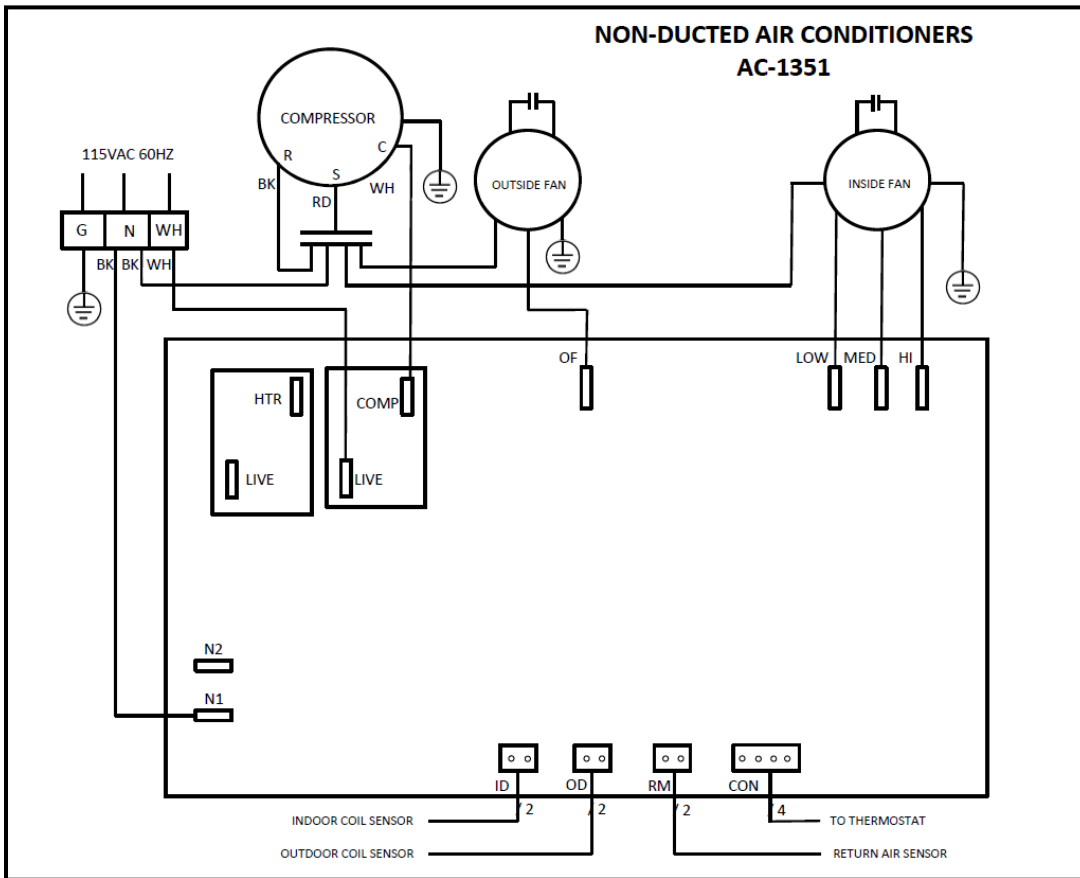 NON-DUCTED AIR CONDITIONERS
AC-1351
COMPRESSOR
R
C
S
BK
RD
WH
115VAC 60HZ
G N WH
BK BK WH
OUTSIDE FAN
INSIDE FAN
OF
LOW MED HI
HTR
LIVE
COMP
LIVE
N2
N1
ID
OD
RM
CON
/ 2
/ 2
/ 2
/ 4
INDOOR COIL SENSOR
TO THERMOSTAT
OUTDOOR COIL SENSOR
RETURN AIR SENSOR